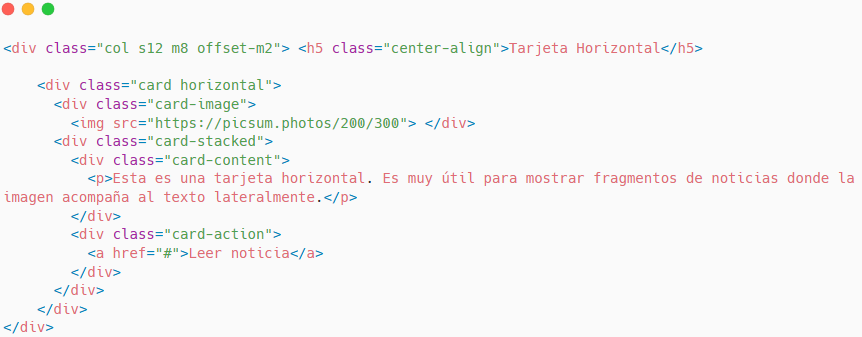 <div class="col s12 m8 offset-m2"> <h5 class="center-align">Tarjeta Horizontal</h5>

    <div class="card horizontal">
      <div class="card-image">
        <img src="https://picsum.photos/200/300"> </div>
      <div class="card-stacked">
        <div class="card-content">
          <p>Esta es una tarjeta horizontal. Es muy útil para mostrar fragmentos de noticias donde la
imagen acompaña al texto lateralmente.</p>
        </div>
        <div class="card-action">
          <a href="#">Leer noticia</a>
        </div>
      </div>
    </div>
</div>